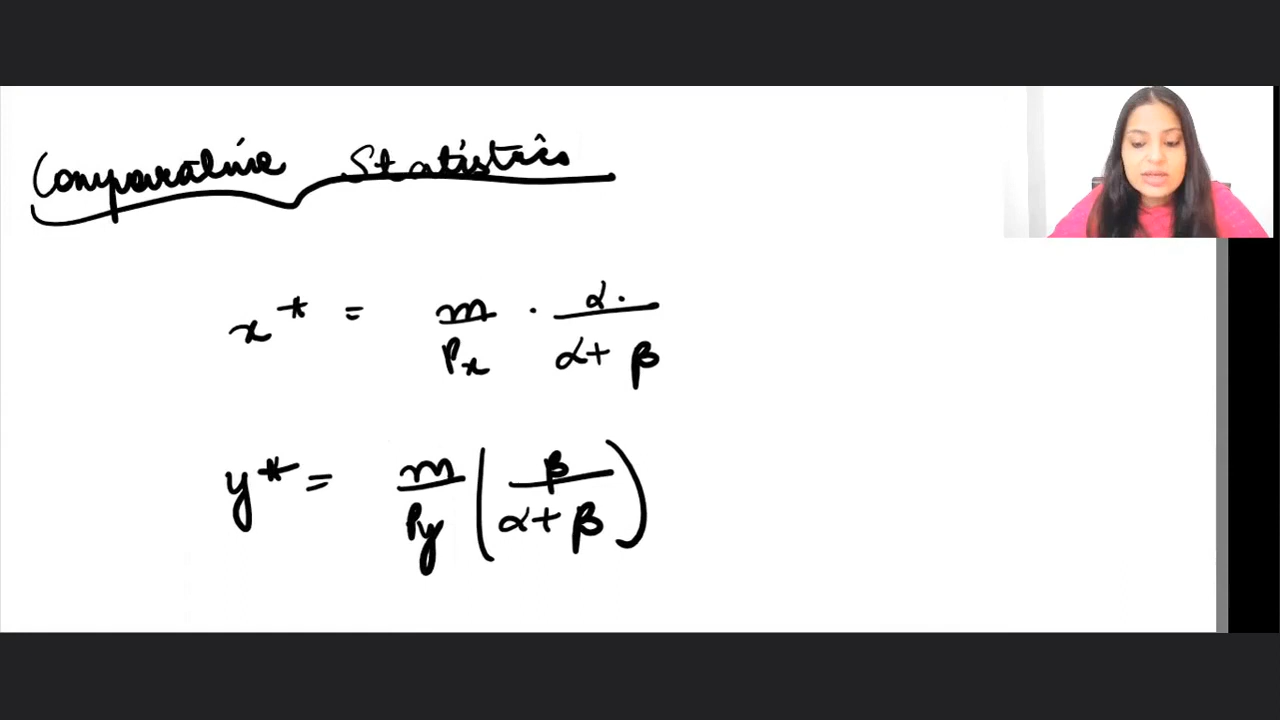 Comparative Statistics
x* = m/Px · α/α+β
y* = m/Py (β/α+β)